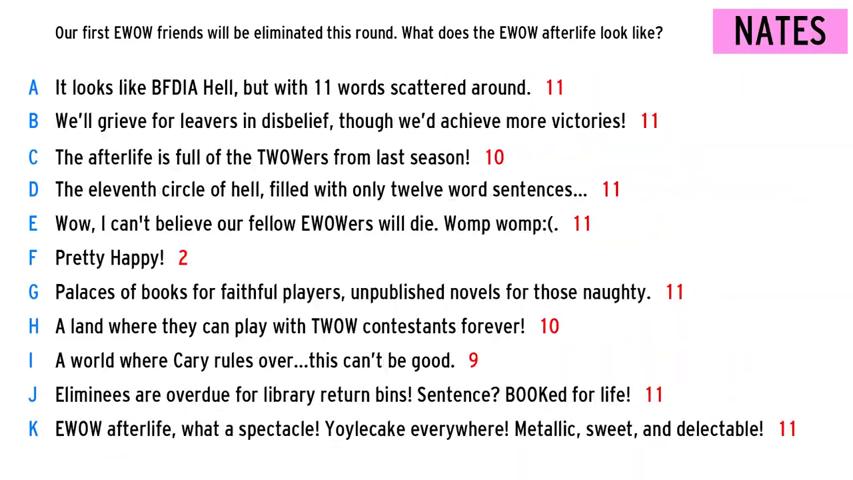 Our first EWOW friends will be eliminated this round. What does the EWOW afterlife look like?
NATES
A It looks like BFDIA Hell, but with 11 words scattered around. 11
B We'll grieve for leavers in disbelief, though we'd achieve more victories! 11
C The afterlife is full of the TWOWers from last season! 10
D The eleventh circle of hell, filled with only twelve word sentences... 11
E Wow, I can't believe our fellow EWOWers will die. Womp womp:(. 11
F Pretty Happy! 2
G Palaces of books for faithful players, unpublished novels for those naughty. 11
H A land where they can play with TWOW contestants forever! 10
I A world where Cary rules over...this can't be good. 9
J Eliminees are overdue for library return bins! Sentence? BOOKed for life! 11
K EWOW afterlife, what a spectacle! Yoylecake everywhere! Metallic, sweet, and delectable! 11